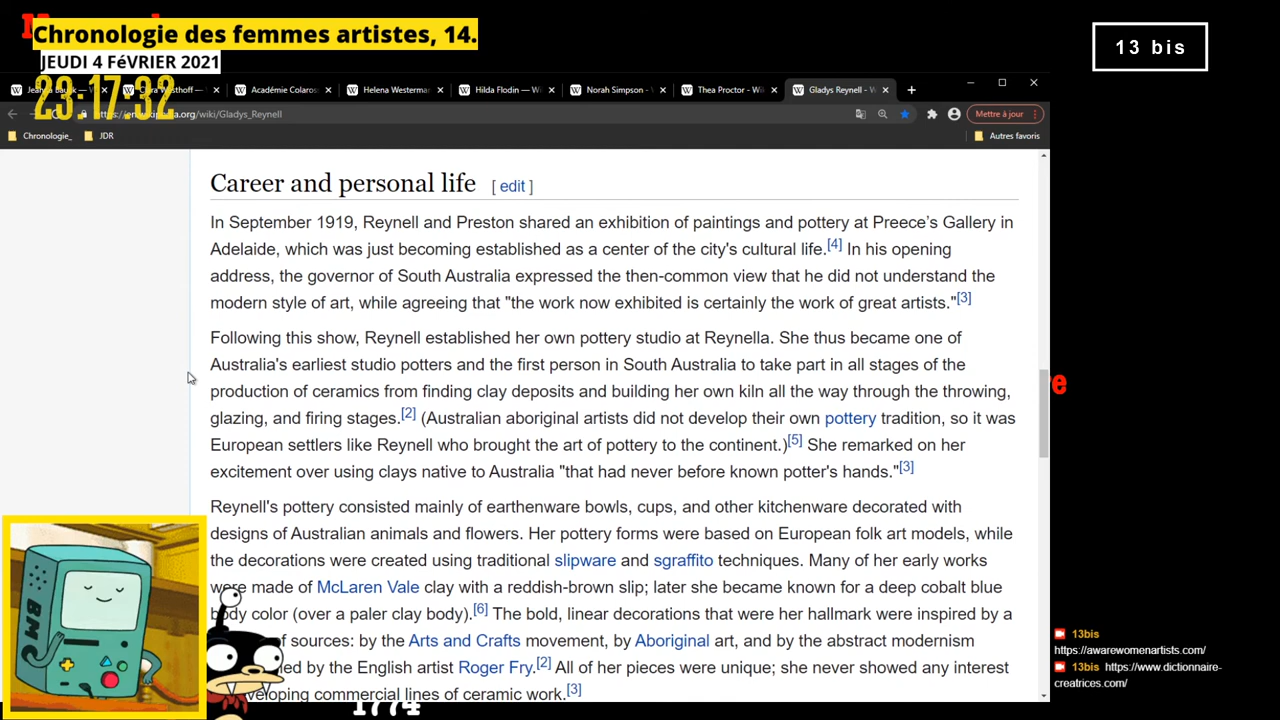 Chronologie des femmes artistes, 14.
JEUDI 4 FéVRIER 2021
23:17:32
13 bis
Académie Colaros
Helena Westerman
Hilda Flodin — Wi
Norah Simpson - W
Thea Proctor - Wi
Gladys Reynell - W
.org/wiki/Gladys_Reynell
Mettre à jour
Chronologie_
JDR
Autres favoris
Career and personal life [ edit ]
In September 1919, Reynell and Preston shared an exhibition of paintings and pottery at Preece’s Gallery in
Adelaide, which was just becoming established as a center of the city's cultural life.[4] In his opening
address, the governor of South Australia expressed the then-common view that he did not understand the
modern style of art, while agreeing that "the work now exhibited is certainly the work of great artists."[3]
Following this show, Reynell established her own pottery studio at Reynella. She thus became one of
Australia's earliest studio potters and the first person in South Australia to take part in all stages of the
production of ceramics from finding clay deposits and building her own kiln all the way through the throwing,
glazing, and firing stages.[2] (Australian aboriginal artists did not develop their own pottery tradition, so it was
European settlers like Reynell who brought the art of pottery to the continent.)[5] She remarked on her
excitement over using clays native to Australia "that had never before known potter's hands."[3]
Reynell's pottery consisted mainly of earthenware bowls, cups, and other kitchenware decorated with
designs of Australian animals and flowers. Her pottery forms were based on European folk art models, while
the decorations were created using traditional slipware and sgraffito techniques. Many of her early works
were made of McLaren Vale clay with a reddish-brown slip; later she became known for a deep cobalt blue
body color (over a paler clay body).[6] The bold, linear decorations that were her hallmark were inspired by a
of sources: by the Arts and Crafts movement, by Aboriginal art, and by the abstract modernism
by the English artist Roger Fry.[2] All of her pieces were unique; she never showed any interest
commercial lines of ceramic work.[3]
13bis
https://awarewomenartists.com/
13bis https://www.dictionnaire-
creatrices.com/
BM
1774